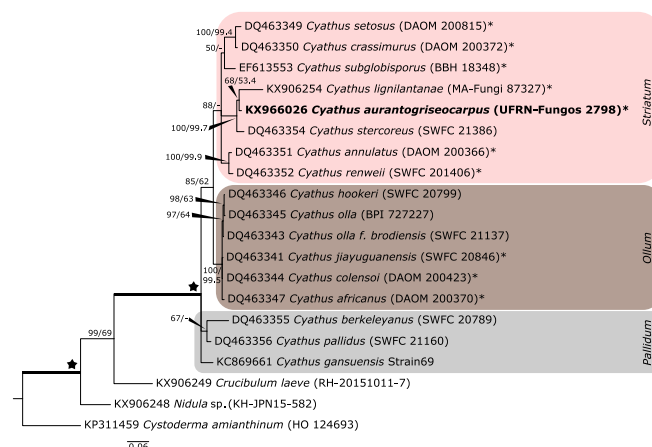 100/99.4
DQ463349 Cyathus setosus (DAOM 200815)*
50/-
DQ463350 Cyathus crassimurus (DAOM 200372)*
EF613553 Cyathus subglobisporus (BBH 18348)*
68/53.4
KX906254 Cyathus lignilantanae (MA-Fungi 87327)*
88/-
KX966026 Cyathus aurantogriseocarpus (UFRN-Fungos 2798)*
100/99.7
DQ463354 Cyathus stercoreus (SWFC 21386)
DQ463351 Cyathus annulatus (DAOM 200366)*
100/99.9
DQ463352 Cyathus renweii (SWFC 201406)*
Striatum
85/62
DQ463346 Cyathus hookeri (SWFC 20799)
98/63
97/64
DQ463345 Cyathus olla (BPI 727227)
DQ463343 Cyathus olla f. brodiensis (SWFC 21137)
DQ463341 Cyathus jiayuguanensis (SWFC 20846)*
100/
99.5
DQ463344 Cyathus colensoi (DAOM 200423)*
DQ463347 Cyathus africanus (DAOM 200370)*
Ollum
67/-
DQ463355 Cyathus berkeleyanus (SWFC 20789)
DQ463356 Cyathus pallidus (SWFC 21160)
KC869661 Cyathus gansuensis Strain69
Pallidum
99/69
KX906249 Crucibulum laeve (RH-20151011-7)
KX906248 Nidula sp.(KH-JPN15-582)
KP311459 Cystoderma amianthinum (HO 124693)
0.06